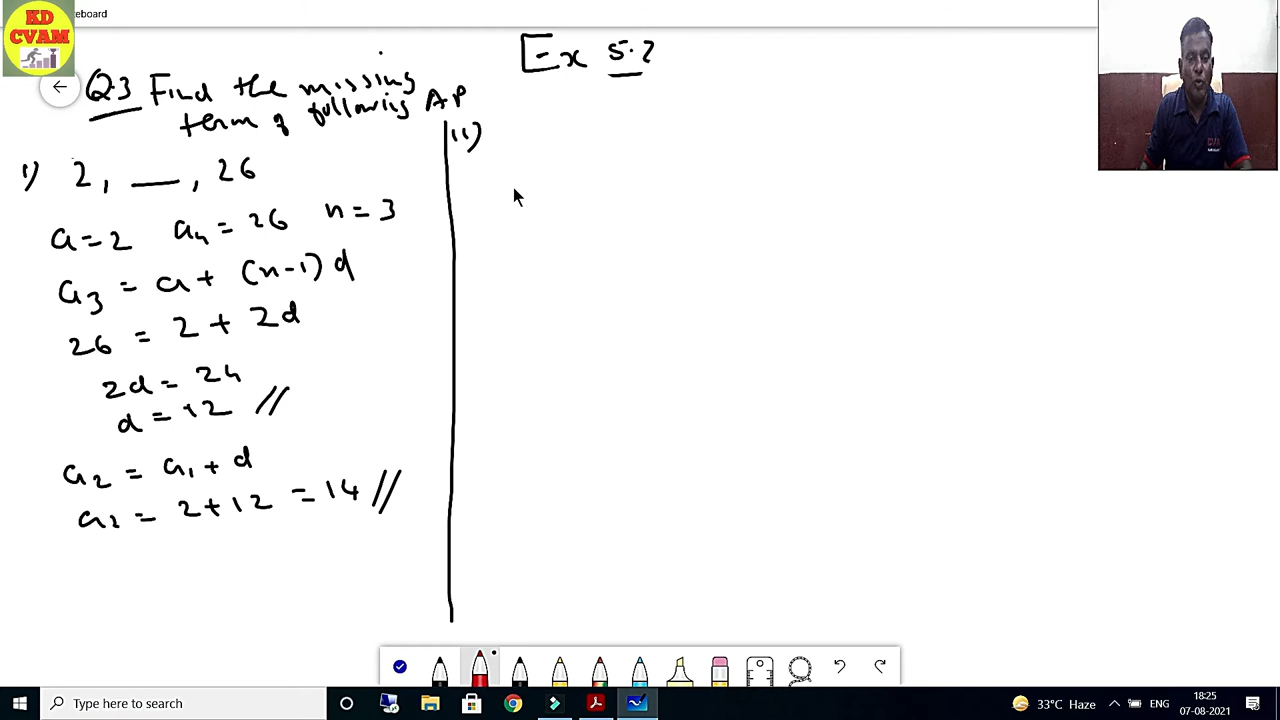 KD
CVAM
eboard
Ex 5.2
Q.3 Find the missing
term of following AP
i) 2, __, 26
a = 2 an = 26 n = 3
a3 = a + (n-1) d
26 = 2 + 2d
2d = 24
d = 12 //
a2 = a1 + d
a2 = 2+12 = 14 //
ii)
Type here to search
33°C Haze
ENG
18:25
07-08-2021